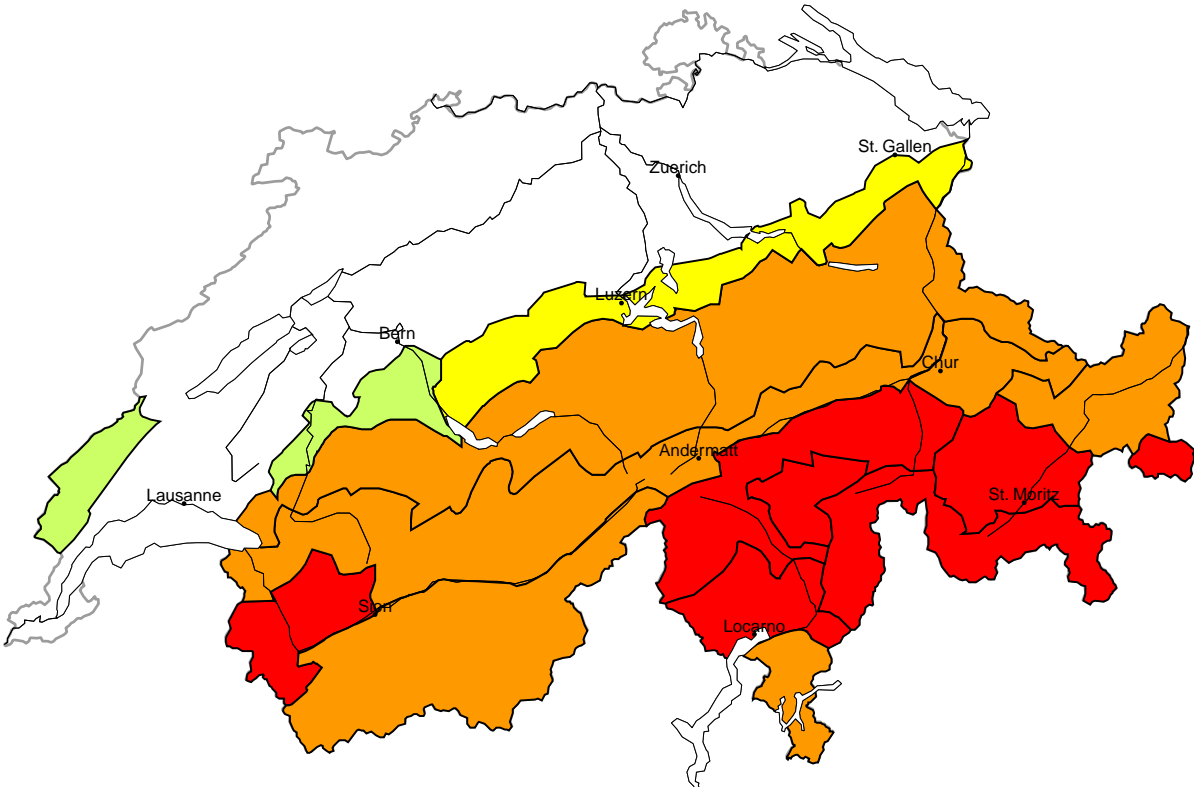 St. Gallen
Zuerich
Luzern
Bern
Chur
Andermatt
Lausanne
St. Moritz
Sion
Locarno